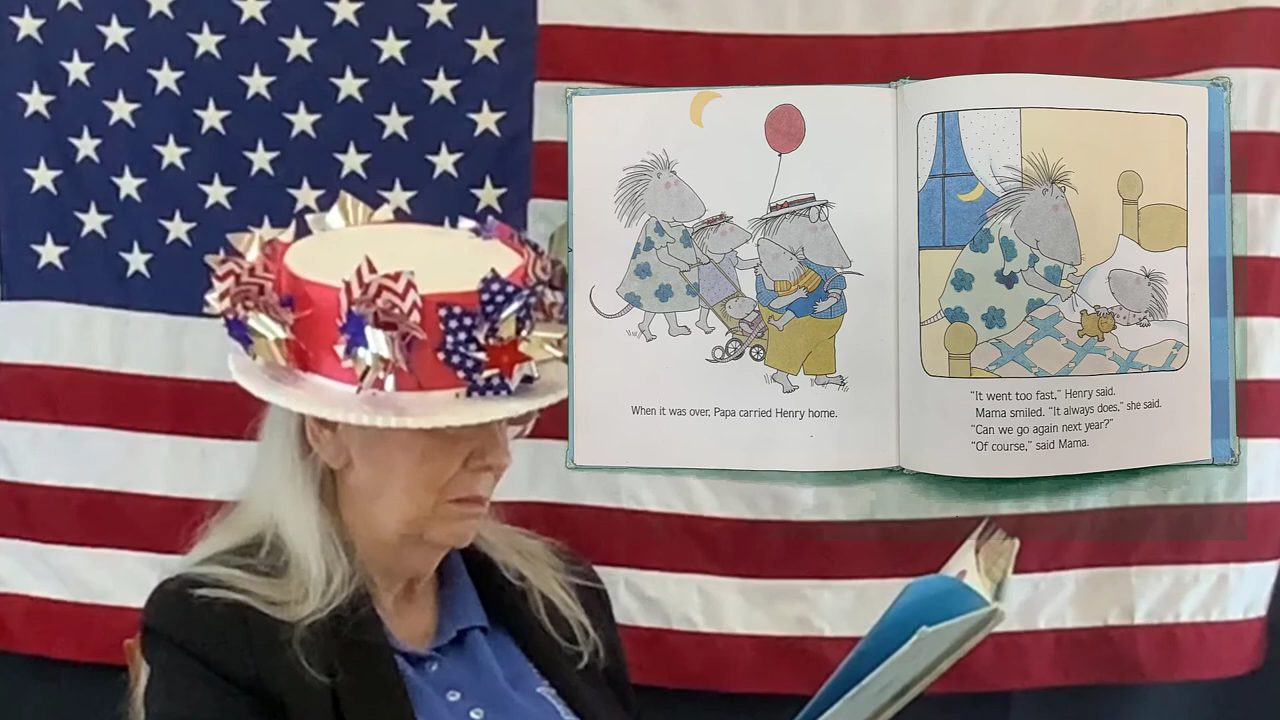 When it was over, Papa carried Henry home.
"It went too fast," Henry said.
Mama smiled. "It always does," she said.
"Can we go again next year?"
"Of course," said Mama.